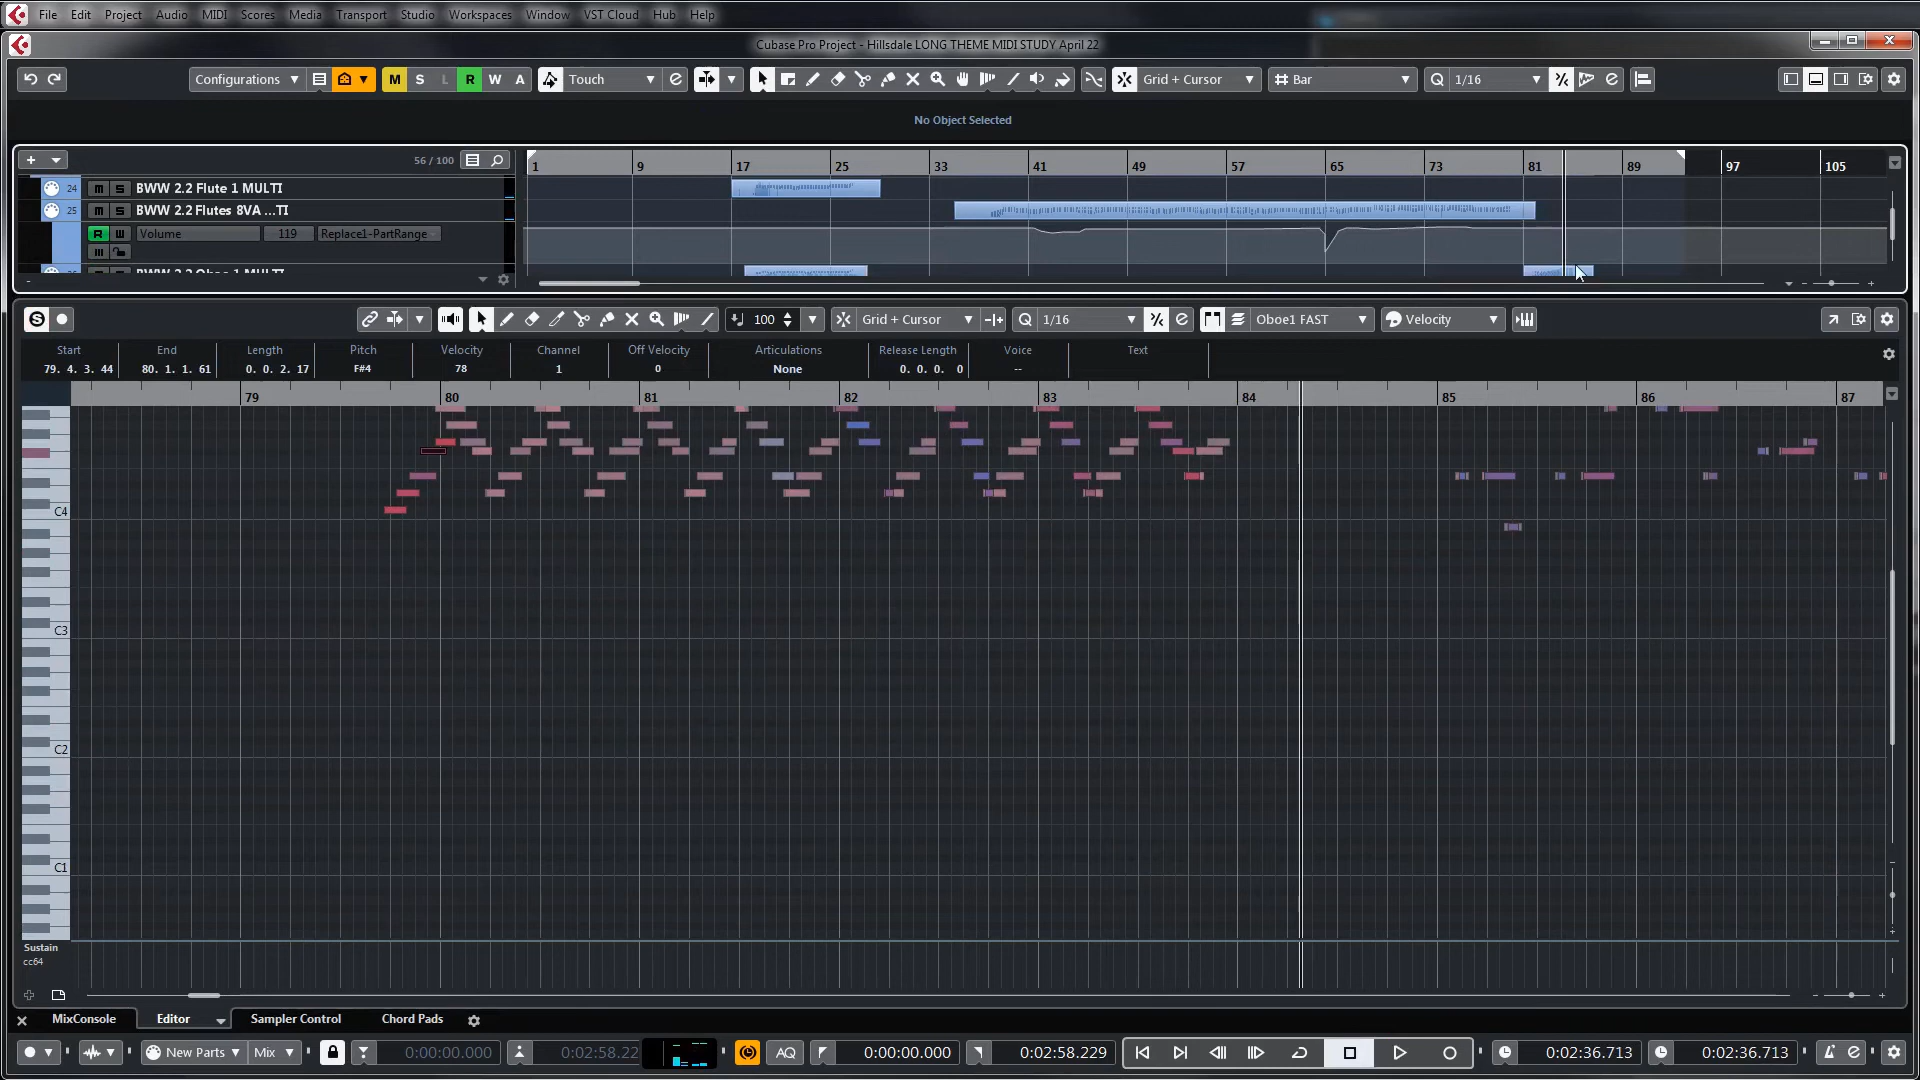 File Edit Project Audio MIDI Scores Media Transport Studio Workspaces Window VST Cloud Hub Help
Cubase Pro Project - Hillsdale LONG THEME MIDI STUDY April 22
Configurations M S L R W A Touch Grid + Cursor Bar Q 1/16
No Object Selected
56 / 100 1 9 17 25 33 41 49 57 65 73 81 89 97 105
24 m S BWW 2.2 Flute 1 MULTI
25 m S BWW 2.2 Flutes 8VA ...TI
R W Volume 119 Replace1-PartRange
BWW 2.2 Oboe 1 MULTI
S 100 Grid + Cursor Q 1/16 Oboe1 FAST Velocity
Start End Length Pitch Velocity Channel Off Velocity Articulations Release Length Voice Text
79. 4. 3. 44 80. 1. 1. 61 0. 0. 2. 17 F#4 78 1 0 None 0. 0. 0. 0 --
79 80 81 82 83 84 85 86 87
C4
C3
C2
C1
Sustain
cc64
MixConsole Editor Sampler Control Chord Pads
New Parts Mix 0:00:00.000 0:02:58.22 AQ 0:00:00.000 0:02:58.229 0:02:36.713 0:02:36.713